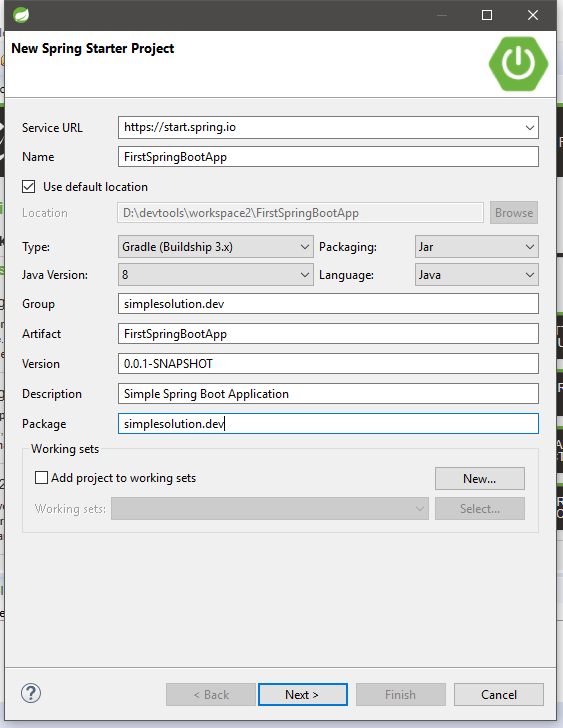 New Spring Starter Project
Service URL https://start.spring.io
Name FirstSpringBootApp
Use default location
Location D:\devtools\workspace2\FirstSpringBootApp Browse
Type: Gradle (Buildship 3.x) Packaging: Jar
Java Version: 8 Language: Java
Group simplesolution.dev
Artifact FirstSpringBootApp
Version 0.0.1-SNAPSHOT
Description Simple Spring Boot Application
Package simplesolution.dev
Working sets
Add project to working sets New...
Working sets: Select...
? < Back Next > Finish Cancel